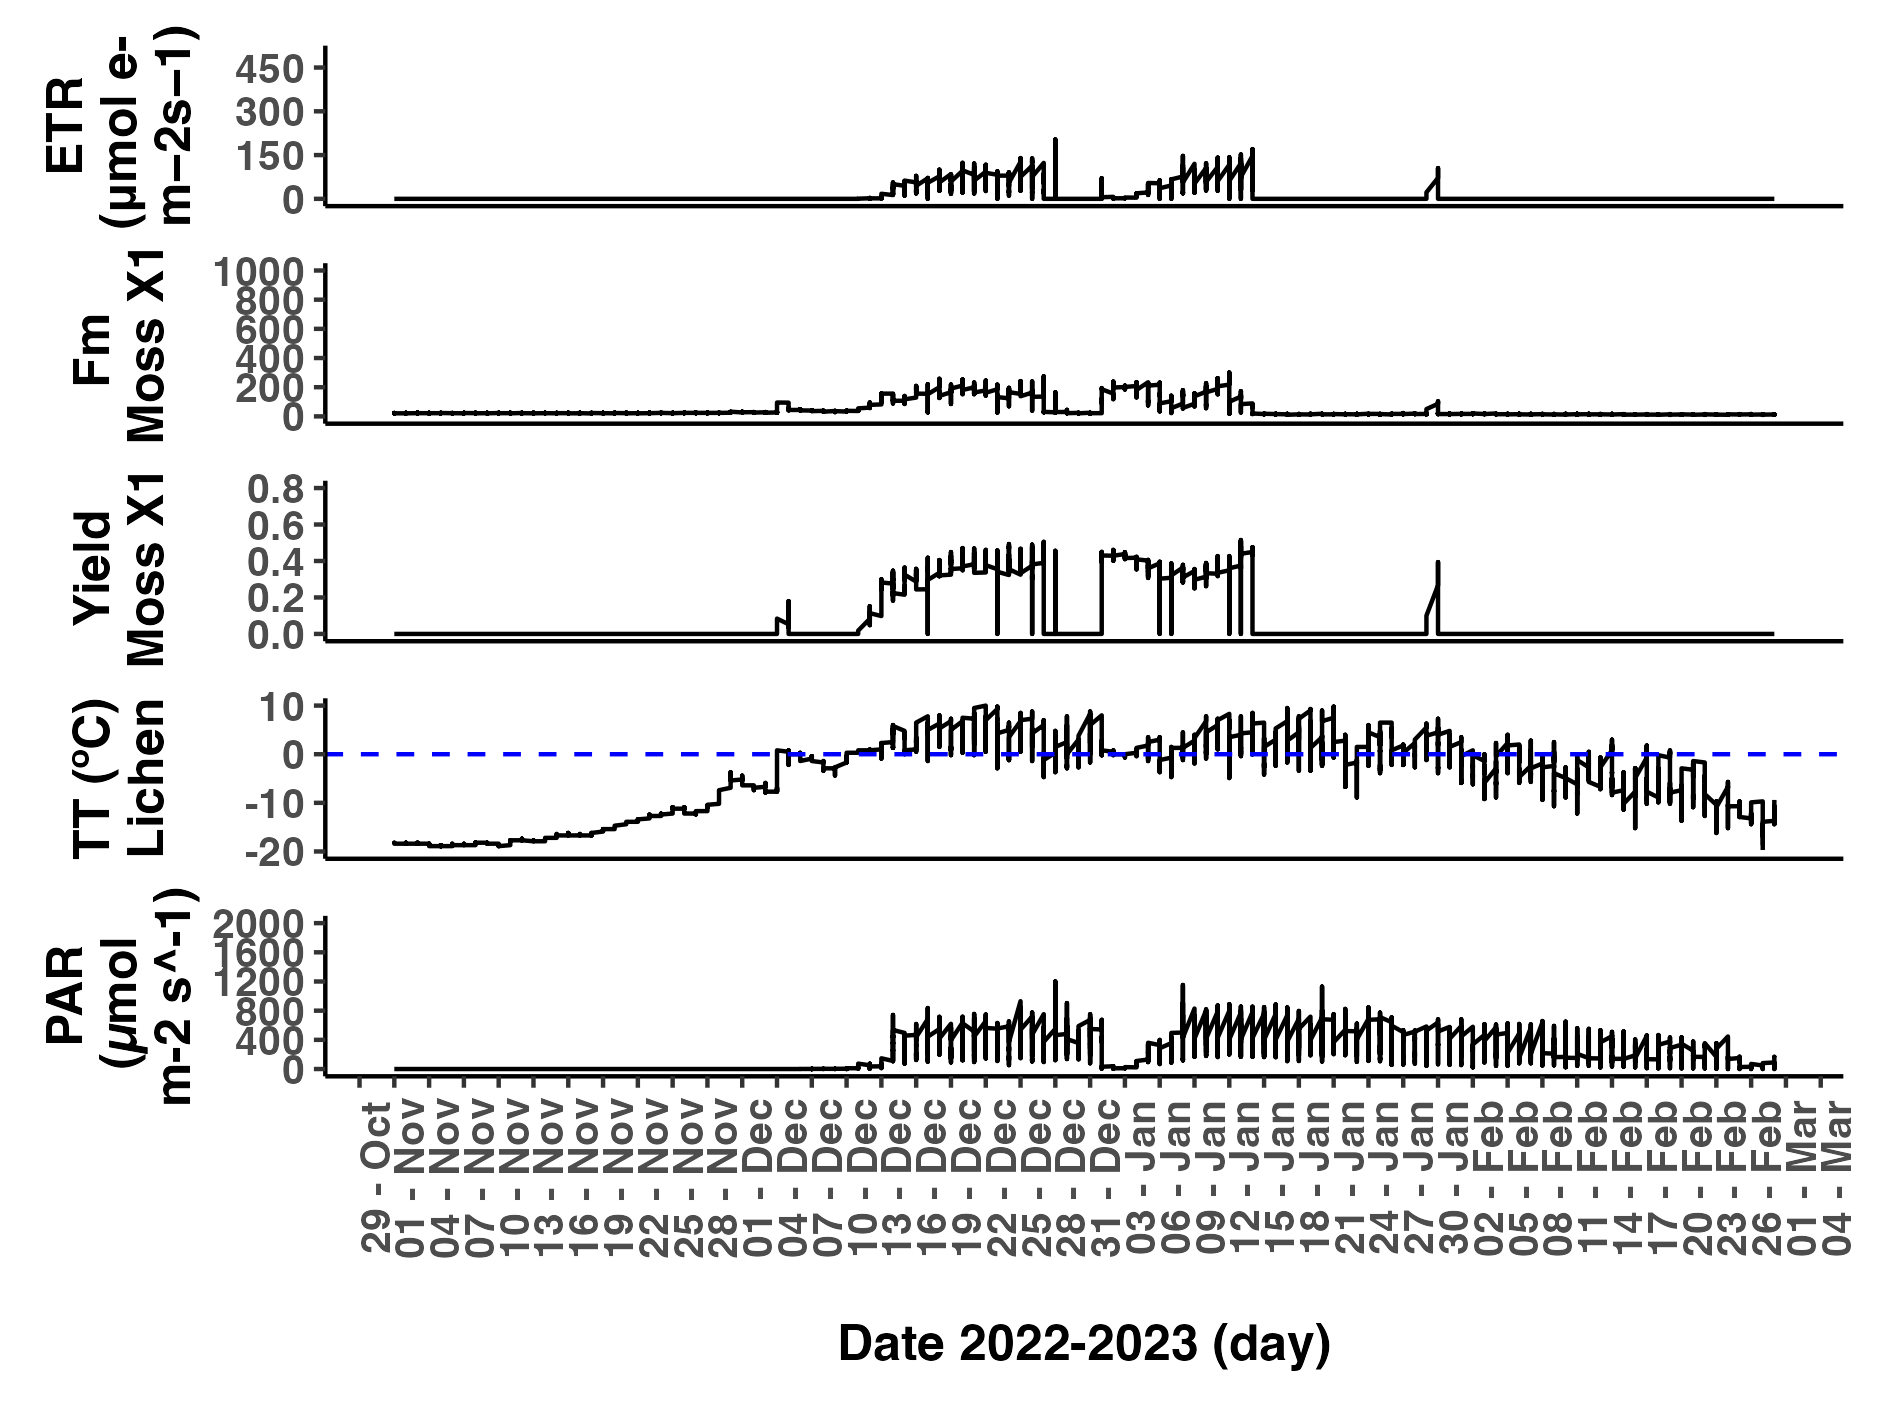 ETR
(µmol e-
m−2s−1)
450
300
150
0
Fm
Moss X1
1000
800
600
400
200
0
Yield
Moss X1
0.8
0.6
0.4
0.2
0.0
TT (ºC)
Lichen
10
0
-10
-20
PAR
(µmol
m-2 s^-1)
2000
1600
1200
800
400
0
29 - Oct
01 - Nov
04 - Nov
07 - Nov
10 - Nov
13 - Nov
16 - Nov
19 - Nov
22 - Nov
25 - Nov
28 - Nov
01 - Dec
04 - Dec
07 - Dec
10 - Dec
13 - Dec
16 - Dec
19 - Dec
22 - Dec
25 - Dec
28 - Dec
31 - Dec
03 - Jan
06 - Jan
09 - Jan
12 - Jan
15 - Jan
18 - Jan
21 - Jan
24 - Jan
27 - Jan
30 - Jan
02 - Feb
05 - Feb
08 - Feb
11 - Feb
14 - Feb
17 - Feb
20 - Feb
23 - Feb
26 - Feb
01 - Mar
04 - Mar
Date 2022-2023 (day)